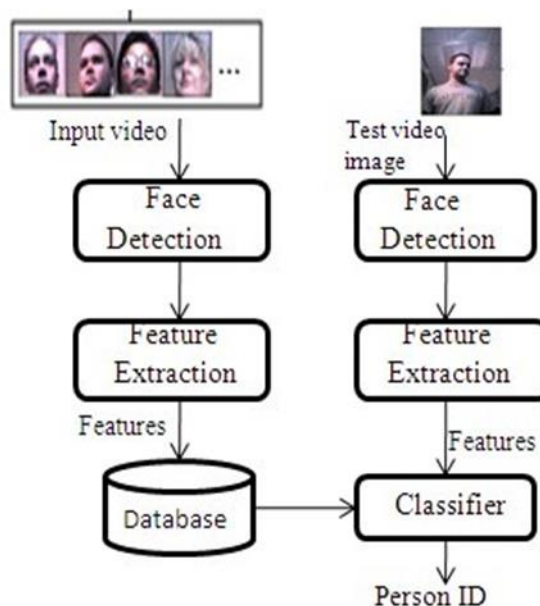 ...
Input video
Face
Detection
Feature
Extraction
Features
Database
Test video
image
Face
Detection
Feature
Extraction
Features
Classifier
Person ID